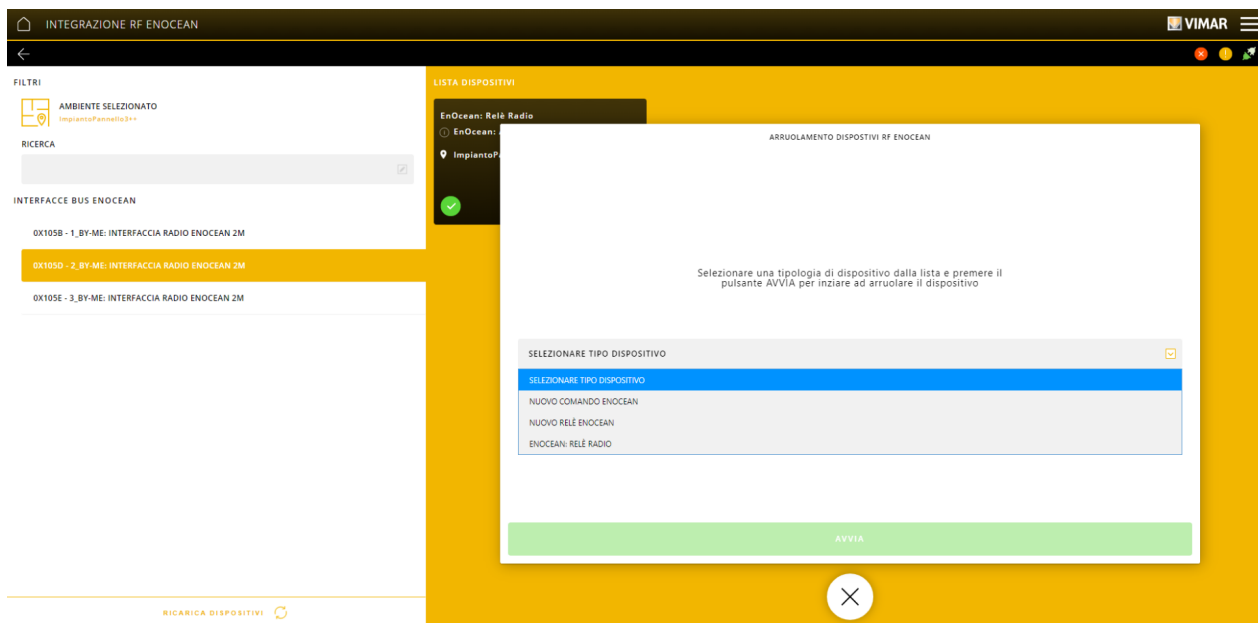 INTEGRAZIONE RF ENOCEAN
VIMAR
FILTRI
AMBIENTE SELEZIONATO
ImpiantoPannello3++
RICERCA
INTERFACCE BUS ENOCEAN
0X105B - 1_BY-ME: INTERFACCIA RADIO ENOCEAN 2M
0X105D - 2_BY-ME: INTERFACCIA RADIO ENOCEAN 2M
0X105E - 3_BY-ME: INTERFACCIA RADIO ENOCEAN 2M
RICARICA DISPOSITIVI
LISTA DISPOSITIVI
EnOcean: Relè Radio
EnOcean:
ImpiantoP
ARRUOLAMENTO DISPOSTIVI RF ENOCEAN
Selezionare una tipologia di dispositivo dalla lista e premere il
pulsante AVVIA per inziare ad arruolare il dispositivo
SELEZIONARE TIPO DISPOSITIVO
SELEZIONARE TIPO DISPOSITIVO
NUOVO COMANDO ENOCEAN
NUOVO RELÈ ENOCEAN
ENOCEAN: RELÈ RADIO
AVVIA